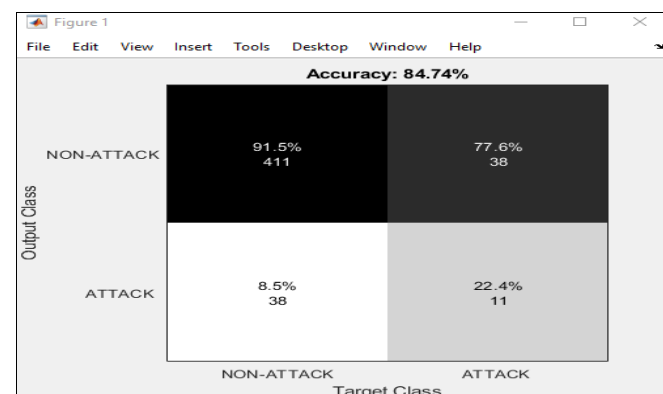 Figure 1
File Edit View Insert Tools Desktop Window Help
Accuracy: 84.74%
NON-ATTACK
91.5%
411
77.6%
38
Output Class
ATTACK
8.5%
38
22.4%
11
NON-ATTACK ATTACK
Target Class